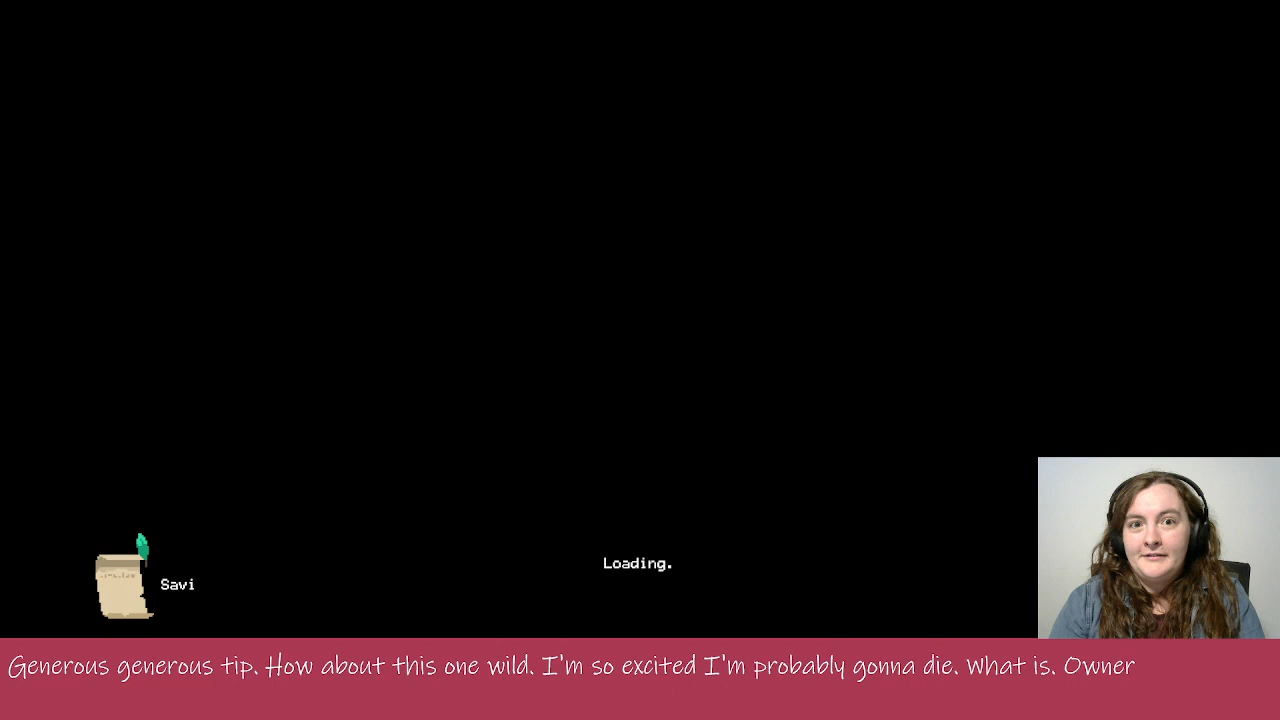 Loading.
Savi
Generous generous tip. How about this one wild. I'm so excited I'm probably gonna die. What is. Owner